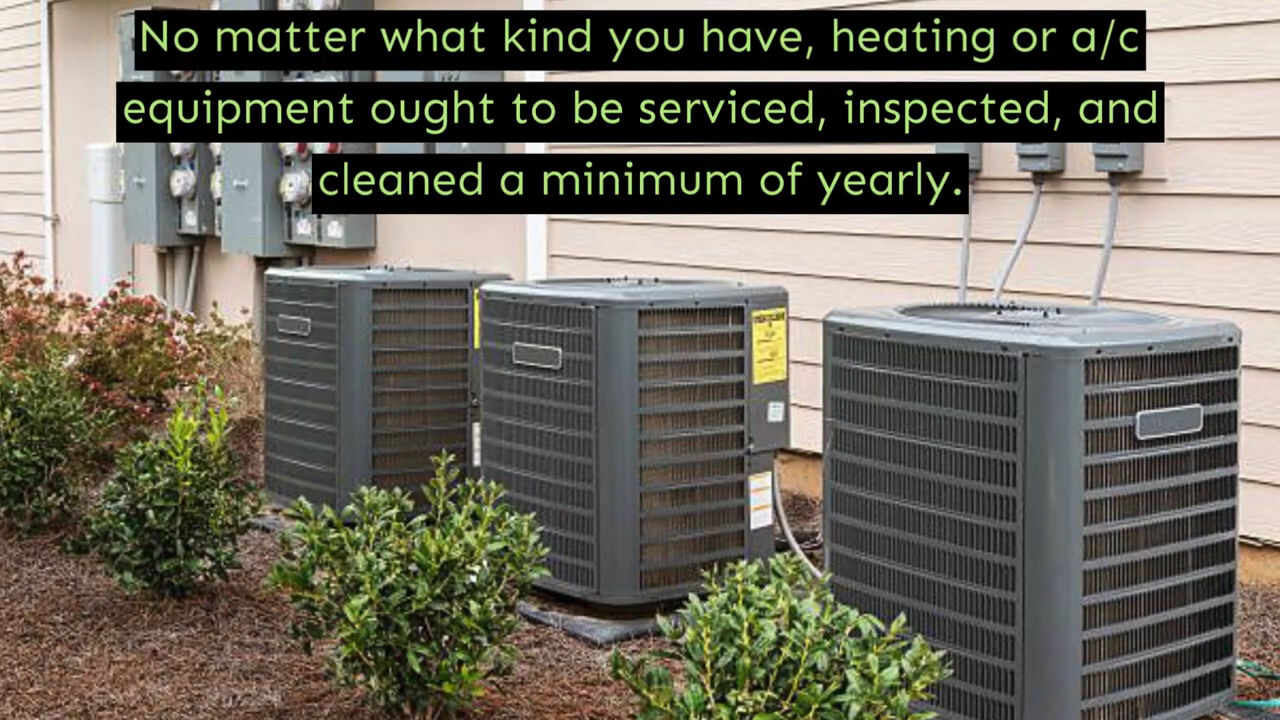 No matter what kind you have, heating or a/c
equipment ought to be serviced, inspected, and
cleaned a minimum of yearly.